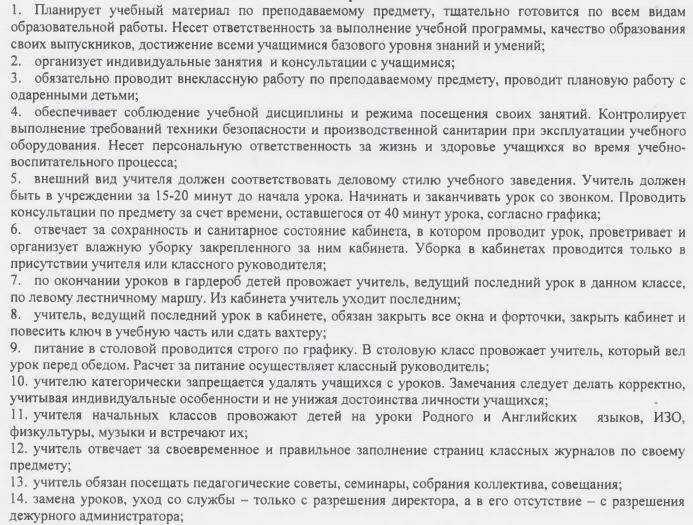 1. Планирует учебный материал по преподаваемому предмету, тщательно готовится по всем видам
образовательной работы. Несет ответственность за выполнение учебной программы, качество образования
своих выпускников, достижение всеми учащимися базового уровня знаний и умений;
2. организует индивидуальные занятия и консультации с учащимися;
3. обязательно проводит внеклассную работу по преподаваемому предмету, проводит плановую работу с
одаренными детьми;
4. обеспечивает соблюдение учебной дисциплины и режима посещения своих занятий. Контролирует
выполнение требований техники безопасности и производственной санитарии при эксплуатации учебного
оборудования. Несет персональную ответственность за жизнь и здоровье учащихся во время учебно-
воспитательного процесса;
5. внешний вид учителя должен соответствовать деловому стилю учебного заведения. Учитель должен
быть в учреждении за 15-20 минут до начала урока. Начинать и заканчивать урок со звонком. Проводить
консультации по предмету за счет времени, оставшегося от 40 минут урока, согласно графика;
6. отвечает за сохранность и санитарное состояние кабинета, в котором проводит урок, проветривает и
организует влажную уборку закрепленного за ним кабинета. Уборка в кабинетах проводится только в
присутствии учителя или классного руководителя;
7. по окончании уроков в гардероб детей провожает учитель, ведущий последний урок в данном классе,
по левому лестничному маршу. Из кабинета учитель уходит последним;
8. учитель, ведущий последний урок в кабинете, обязан закрыть все окна и форточки, закрыть кабинет и
повесить ключ в учебную часть или сдать вахтеру;
9. питание в столовой проводится строго по графику. В столовую класс провожает учитель, который вел
урок перед обедом. Расчет за питание осуществляет классный руководитель;
10. учителю категорически запрещается удалять учащихся с уроков. Замечания следует делать корректно,
учитывая индивидуальные особенности и не унижая достоинства личности учащихся;
11. учителя начальных классов провожают детей на уроки Родного и Английских языков, ИЗО,
физкультуры, музыки и встречают их;
12. учитель отвечает за своевременное и правильное заполнение страниц классных журналов по своему
предмету;
13. учитель обязан посещать педагогические советы, семинары, собрания коллектива, совещания;
14. замена уроков, уход со службы – только с разрешения директора, а в его отсутствие – с разрешения
дежурного администратора;